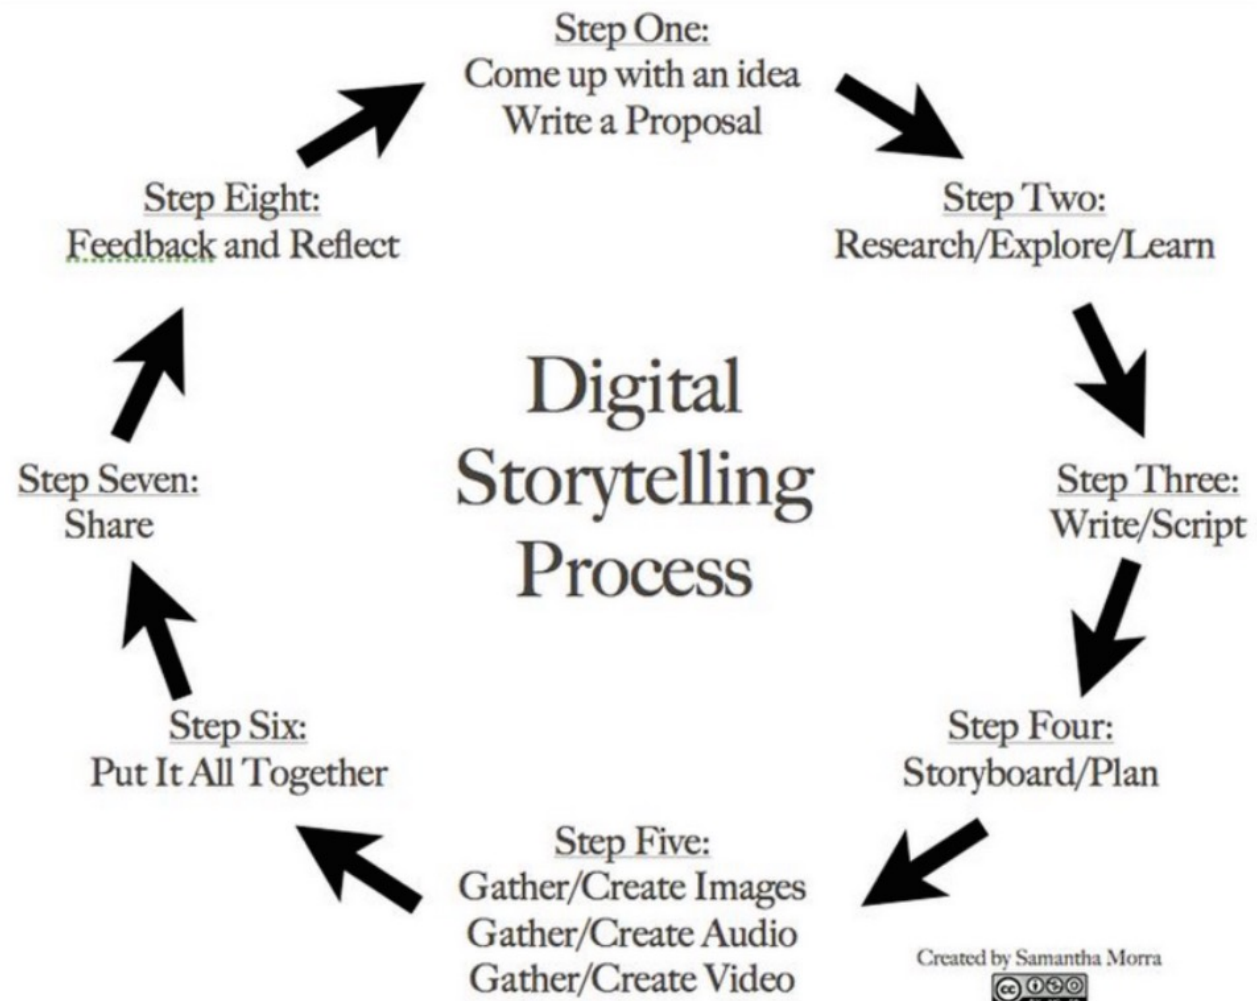 Step One:
Come up with an idea
Write a Proposal
Step Two:
Research/Explore/Learn
Step Three:
Write/Script
Step Four:
Storyboard/Plan
Step Five:
Gather/Create Images
Gather/Create Audio
Gather/Create Video
Step Six:
Put It All Together
Step Seven:
Share
Step Eight:
Feedback and Reflect
Digital
Storytelling
Process
Created by Samantha Morra
cc